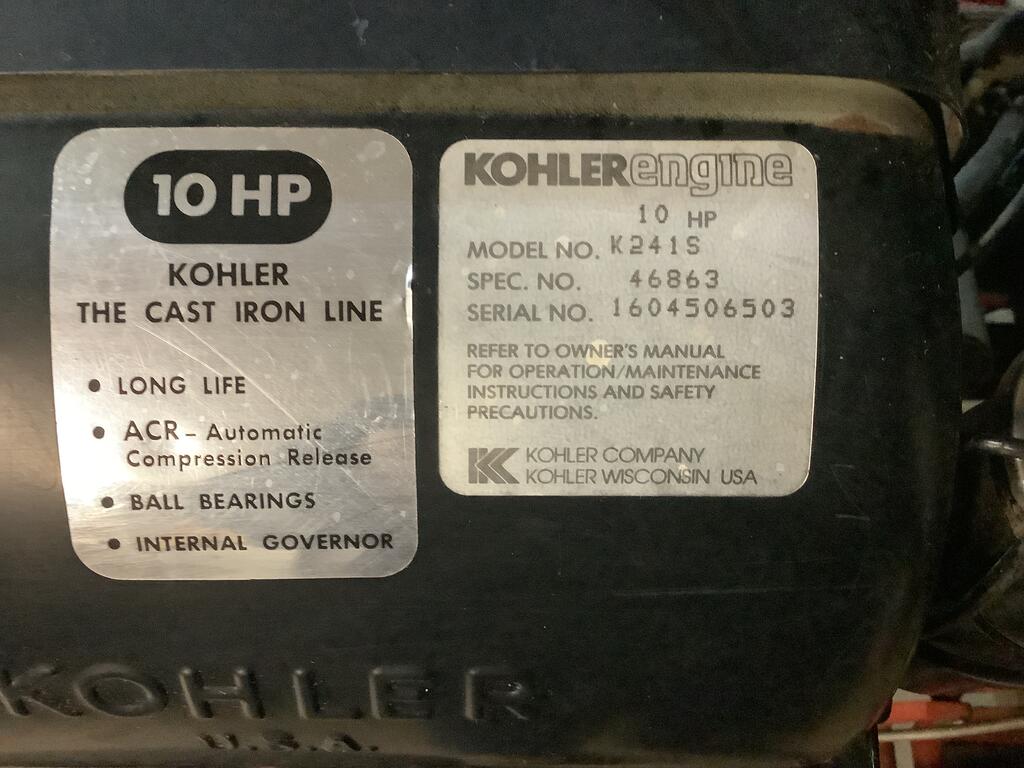 10 HP
KOHLER
THE CAST IRON LINE
• LONG LIFE
• ACR – Automatic
Compression Release
• BALL BEARINGS
• INTERNAL GOVERNOR
KOHLERengine
10 HP
MODEL NO. K241S
SPEC. NO. 46863
SERIAL NO. 1604506503
REFER TO OWNER'S MANUAL
FOR OPERATION/MAINTENANCE
INSTRUCTIONS AND SAFETY
PRECAUTIONS.
KOHLER COMPANY
KOHLER WISCONSIN USA
KOHLER
U.S.A.